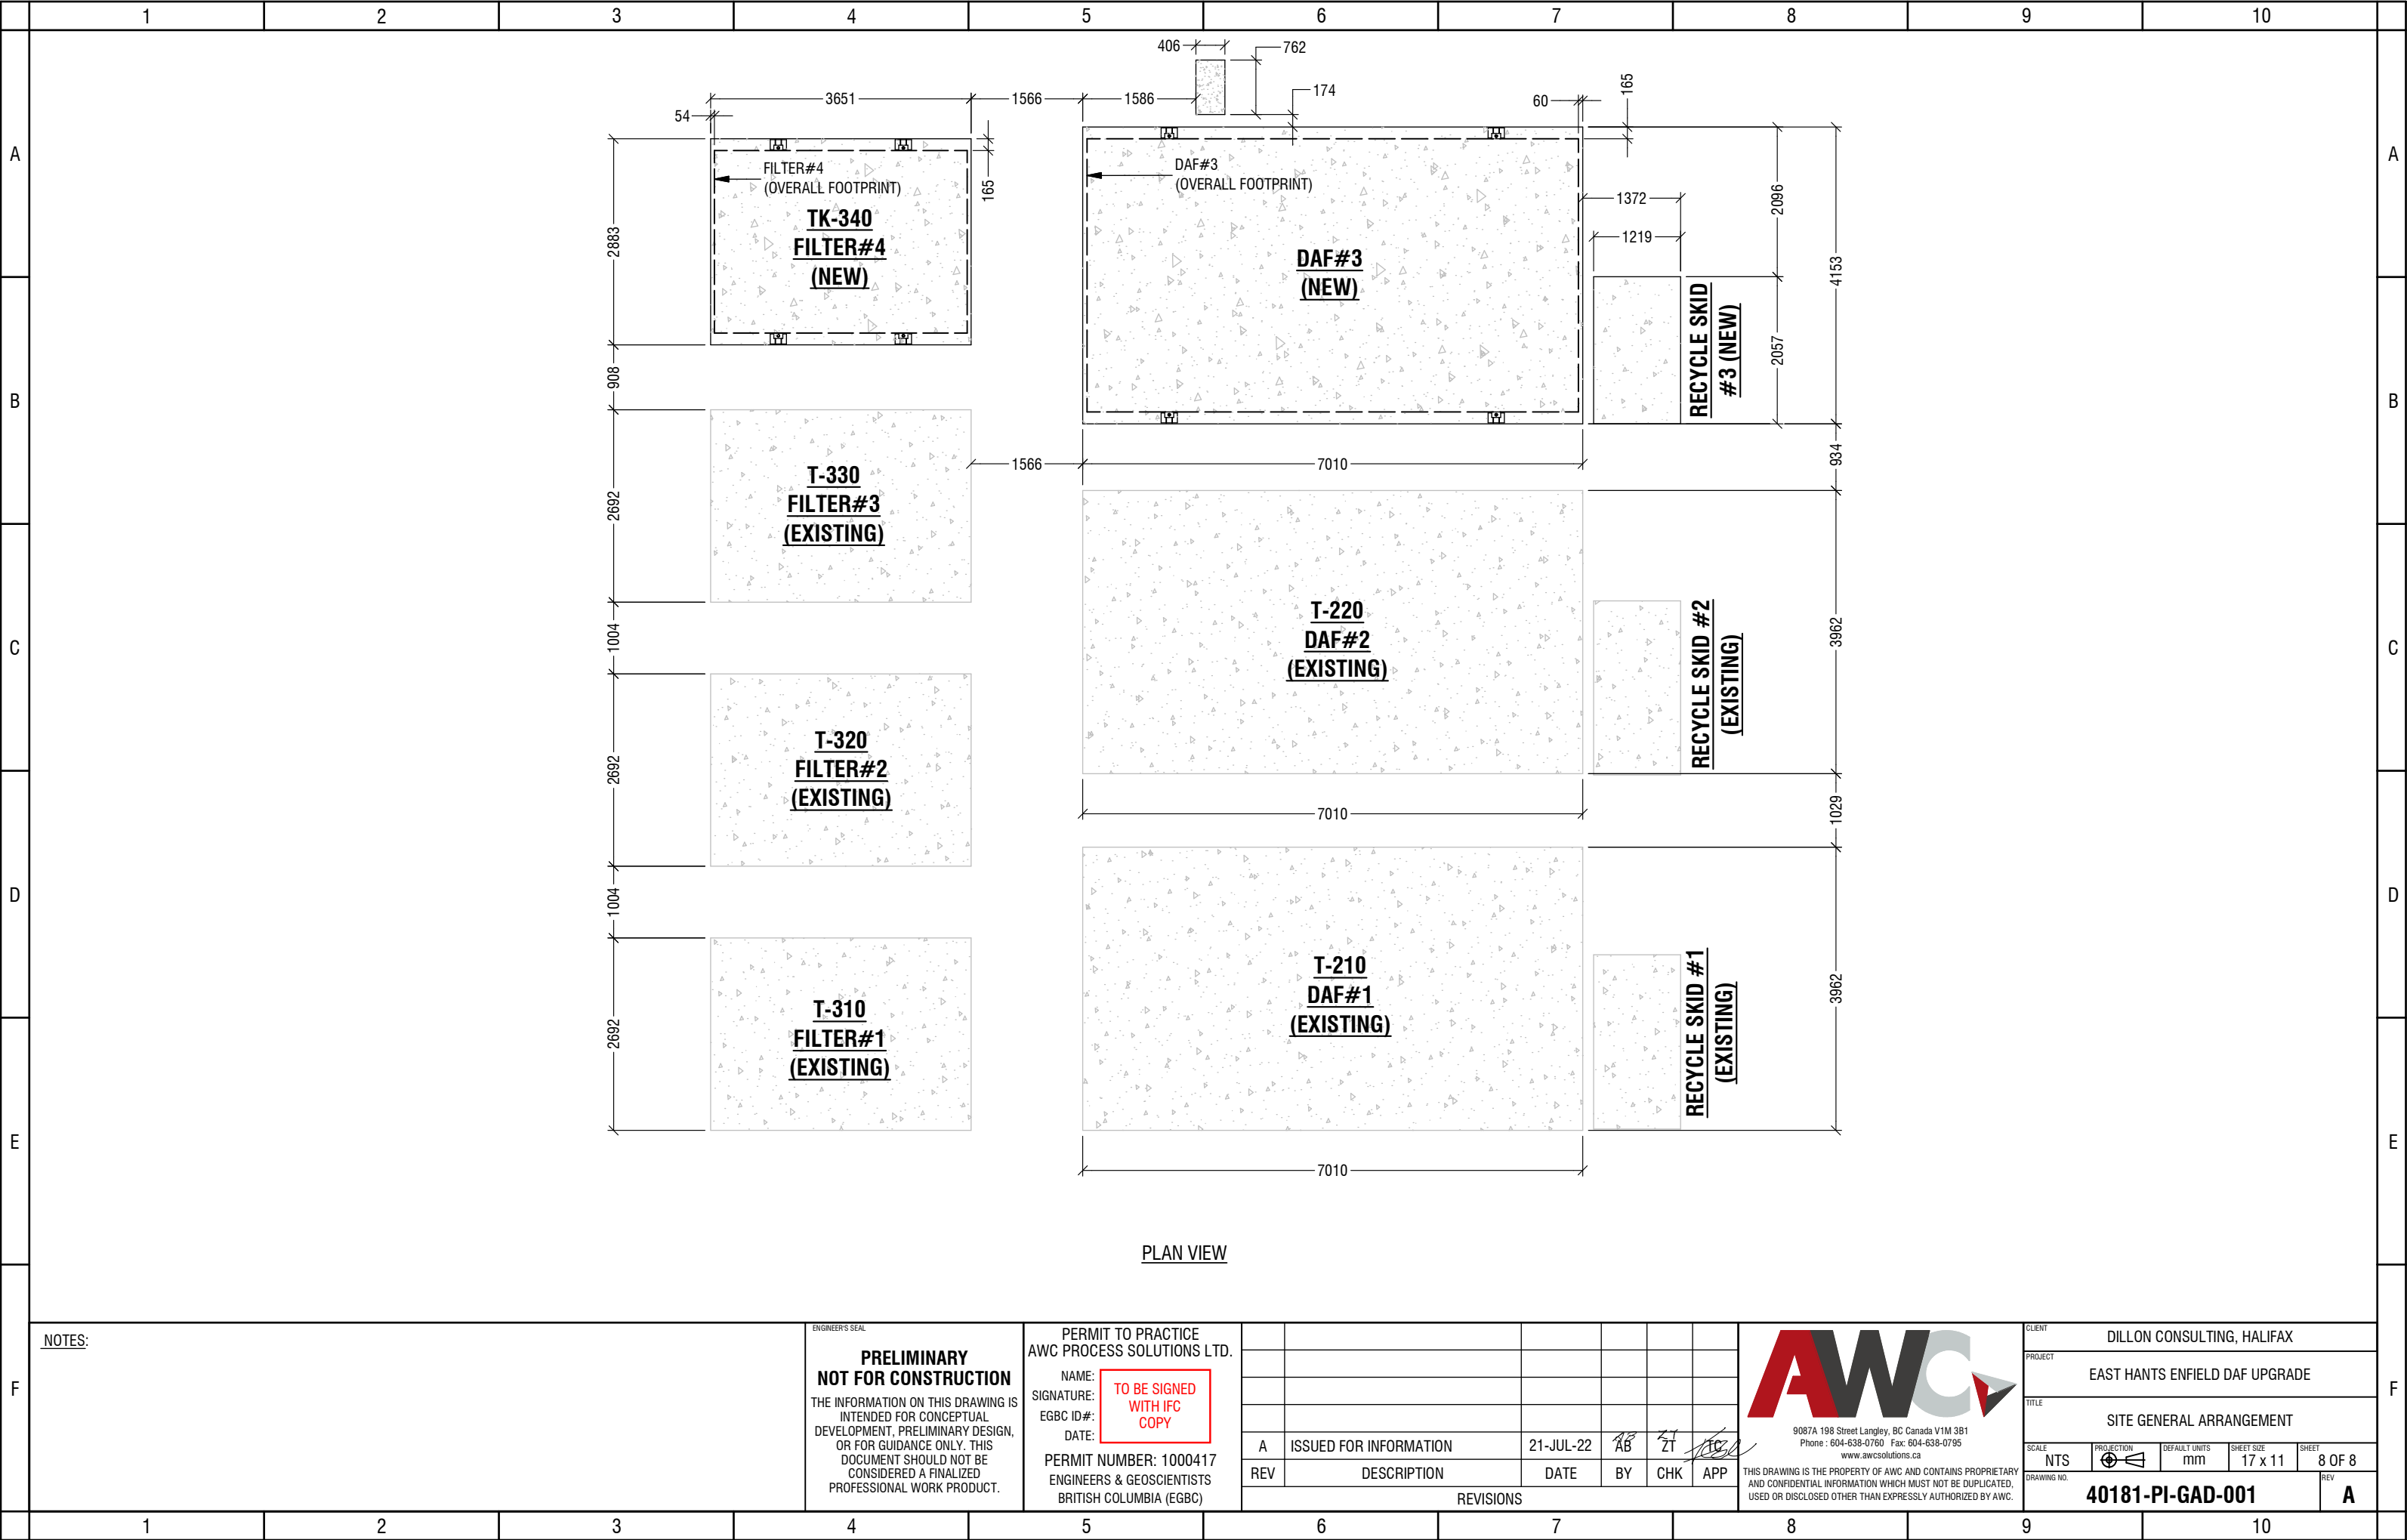 1 2 3 4 5 6 7 8 9 10
406
762
174
3651
1566
1586
60
165
54
A
A
FILTER#4
(OVERALL FOOTPRINT)
165
DAF#3
(OVERALL FOOTPRINT)
1372
2096
1219
TK-340
FILTER#4
(NEW)
2883
DAF#3
(NEW)
4153
RECYCLE SKID
#3 (NEW)
2057
908
B
B
934
1566
7010
T-330
FILTER#3
(EXISTING)
2692
C
C
1004
T-220
DAF#2
(EXISTING)
RECYCLE SKID #2
(EXISTING)
3962
T-320
FILTER#2
(EXISTING)
2692
7010
1029
D
D
1004
T-210
DAF#1
(EXISTING)
RECYCLE SKID #1
(EXISTING)
3962
T-310
FILTER#1
(EXISTING)
2692
E
E
7010
PLAN VIEW
F
F
NOTES:
ENGINEER'S SEAL
PRELIMINARY
NOT FOR CONSTRUCTION
THE INFORMATION ON THIS DRAWING IS
INTENDED FOR CONCEPTUAL
DEVELOPMENT, PRELIMINARY DESIGN,
OR FOR GUIDANCE ONLY. THIS
DOCUMENT SHOULD NOT BE
CONSIDERED A FINALIZED
PROFESSIONAL WORK PRODUCT.
PERMIT TO PRACTICE
AWC PROCESS SOLUTIONS LTD.
NAME:
SIGNATURE:
EGBC ID#:
DATE:
TO BE SIGNED
WITH IFC
COPY
PERMIT NUMBER: 1000417
ENGINEERS & GEOSCIENTISTS
BRITISH COLUMBIA (EGBC)
A ISSUED FOR INFORMATION 21-JUL-22 AB ZT TC
REV DESCRIPTION DATE BY CHK APP
REVISIONS
AWC
9087A 198 Street Langley, BC Canada V1M 3B1
Phone : 604-638-0760 Fax: 604-638-0795
www.awcsolutions.ca
THIS DRAWING IS THE PROPERTY OF AWC AND CONTAINS PROPRIETARY
AND CONFIDENTIAL INFORMATION WHICH MUST NOT BE DUPLICATED,
USED OR DISCLOSED OTHER THAN EXPRESSLY AUTHORIZED BY AWC.
CLIENT
DILLON CONSULTING, HALIFAX
PROJECT
EAST HANTS ENFIELD DAF UPGRADE
TITLE
SITE GENERAL ARRANGEMENT
SCALE PROJECTION DEFAULT UNITS SHEET SIZE SHEET
NTS mm 17 x 11 8 OF 8
DRAWING NO. REV
40181-PI-GAD-001 A
1 2 3 4 5 6 7 8 9 10